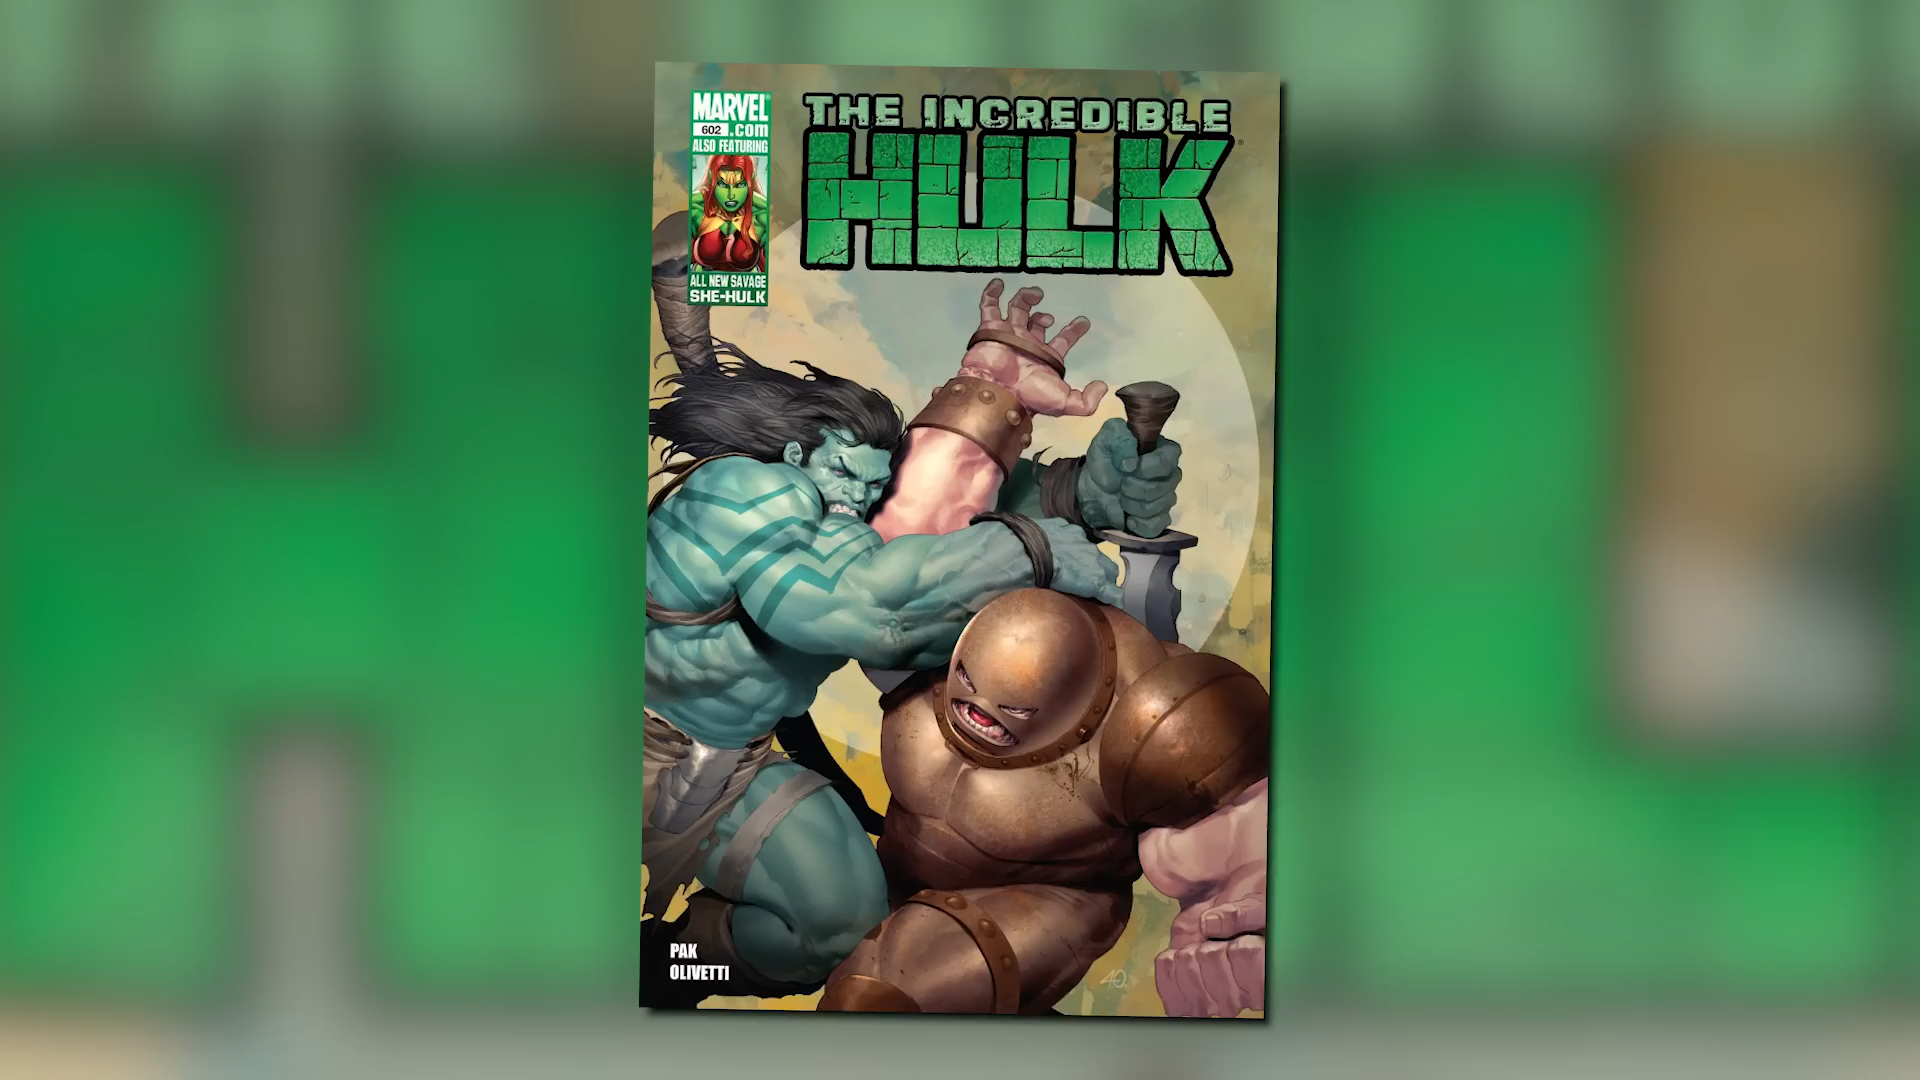 MARVEL
602 .com
ALSO FEATURING
ALL NEW SAVAGE
SHE-HULK
THE INCREDIBLE
HULK
PAK
OLIVETTI